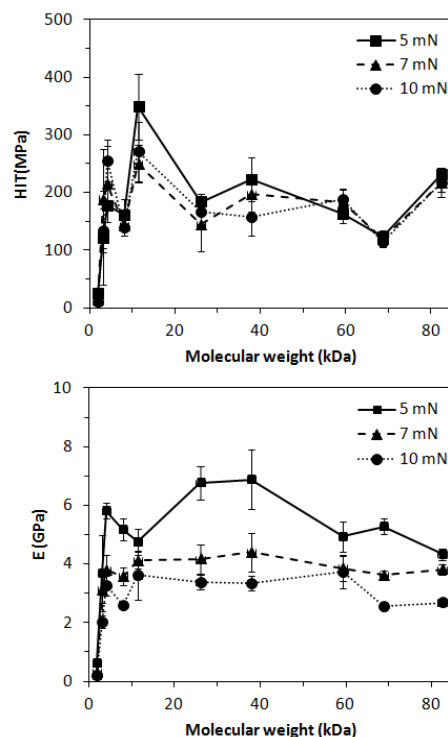 500
400
300
200
100
0
HIT(MPa)
5 mN
7 mN
10 mN
0 20 40 60 80
Molecular weight (kDa)
10
8
6
4
2
0
E (GPa)
5 mN
7 mN
10 mN
0 20 40 60 80
Molecular weight (kDa)